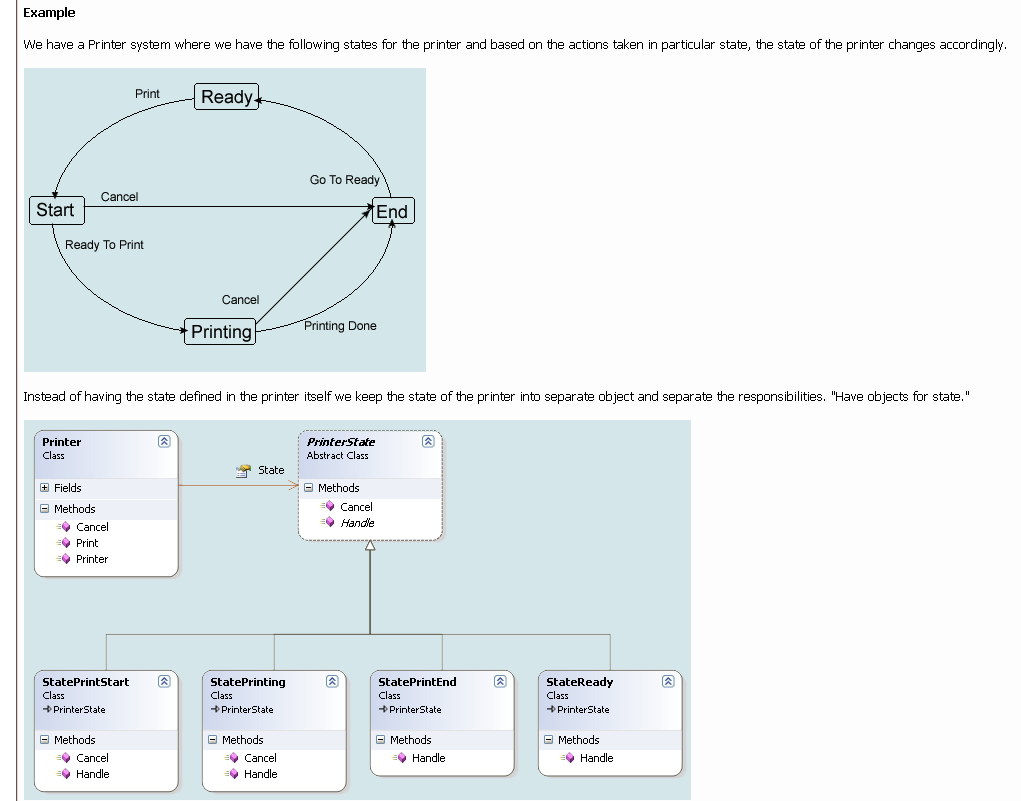 Example
We have a Printer system where we have the following states for the printer and based on the actions taken in particular state, the state of the printer changes accordingly.
Print
Ready
Go To Ready
Cancel
Start
End
Ready To Print
Cancel
Printing
Printing Done
Instead of having the state defined in the printer itself we keep the state of the printer into separate object and separate the responsibilities. "Have objects for state."
Printer
Class
Fields
Methods
Cancel
Print
Printer
State
PrinterState
Abstract Class
Methods
Cancel
Handle
StatePrintStart
Class
PrinterState
Methods
Cancel
Handle
StatePrinting
Class
PrinterState
Methods
Cancel
Handle
StatePrintEnd
Class
PrinterState
Methods
Handle
StateReady
Class
PrinterState
Methods
Handle